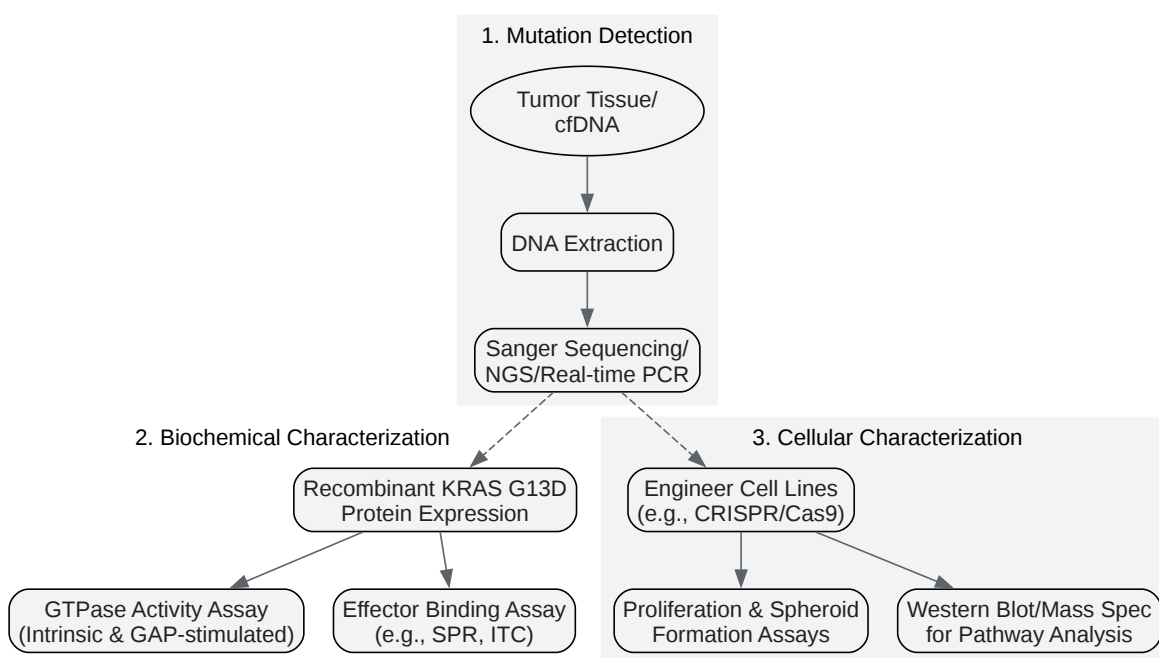 1. Mutation Detection
Tumor Tissue/
cfDNA
DNA Extraction
Sanger Sequencing/
NGS/Real-time PCR
2. Biochemical Characterization
Recombinant KRAS G13D
Protein Expression
GTPase Activity Assay
(Intrinsic & GAP-stimulated)
Effector Binding Assay
(e.g., SPR, ITC)
3. Cellular Characterization
Engineer Cell Lines
(e.g., CRISPR/Cas9)
Proliferation & Spheroid
Formation Assays
Western Blot/Mass Spec
for Pathway Analysis